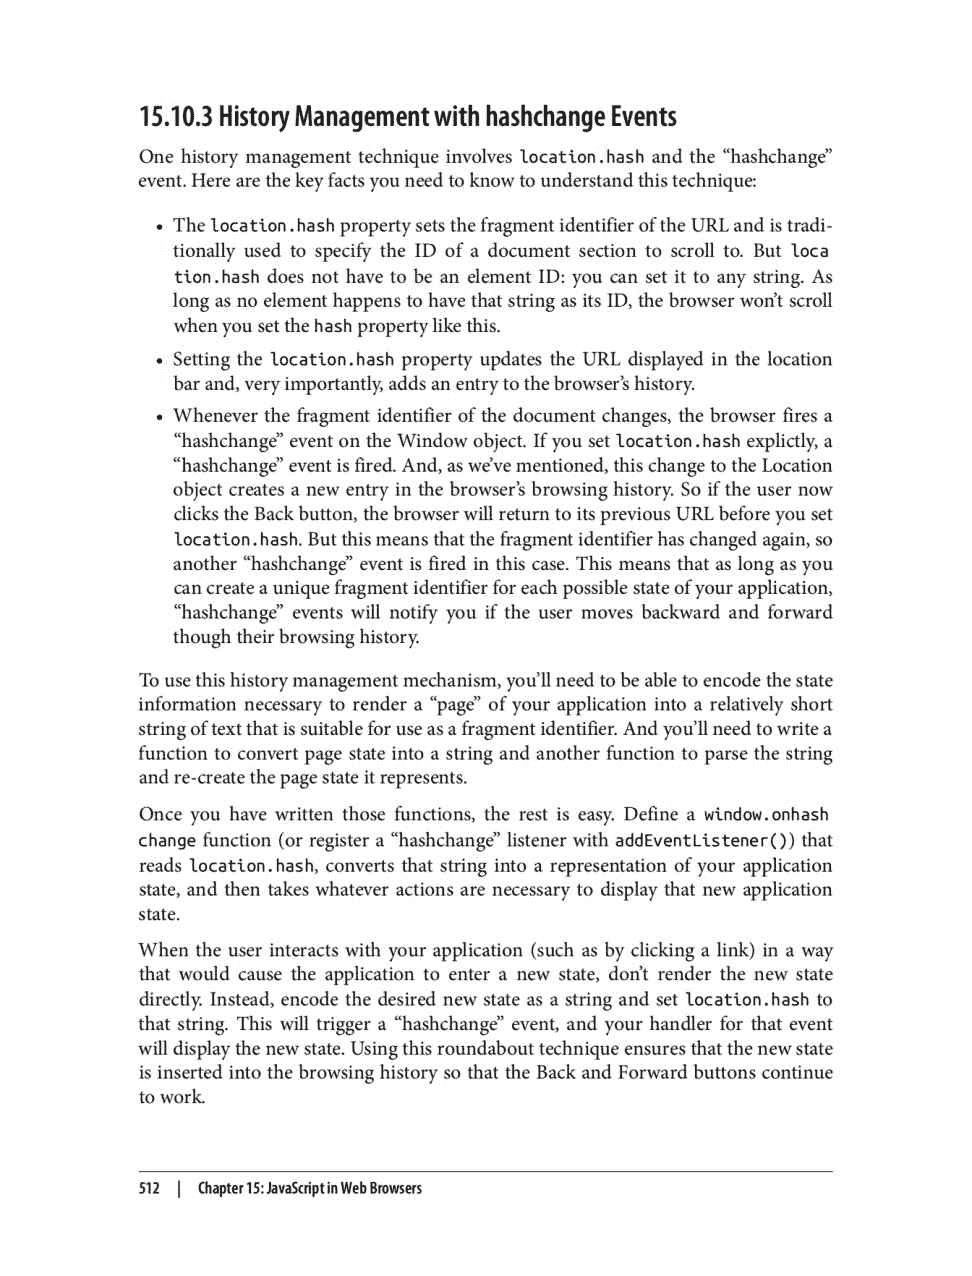 15.10.3 History Management with hashchange Events
One history management technique involves location.hash and the “hashchange”
event. Here are the key facts you need to know to understand this technique:
• The location.hash property sets the fragment identifier of the URL and is tradi-
tionally used to specify the ID of a document section to scroll to. But loca
tion.hash does not have to be an element ID: you can set it to any string. As
long as no element happens to have that string as its ID, the browser won’t scroll
when you set the hash property like this.
• Setting the location.hash property updates the URL displayed in the location
bar and, very importantly, adds an entry to the browser’s history.
• Whenever the fragment identifier of the document changes, the browser fires a
“hashchange” event on the Window object. If you set location.hash explictly, a
“hashchange” event is fired. And, as we’ve mentioned, this change to the Location
object creates a new entry in the browser’s browsing history. So if the user now
clicks the Back button, the browser will return to its previous URL before you set
location.hash. But this means that the fragment identifier has changed again, so
another “hashchange” event is fired in this case. This means that as long as you
can create a unique fragment identifier for each possible state of your application,
“hashchange” events will notify you if the user moves backward and forward
though their browsing history.
To use this history management mechanism, you’ll need to be able to encode the state
information necessary to render a “page” of your application into a relatively short
string of text that is suitable for use as a fragment identifier. And you’ll need to write a
function to convert page state into a string and another function to parse the string
and re-create the page state it represents.
Once you have written those functions, the rest is easy. Define a window.onhash
change function (or register a “hashchange” listener with addEventListener()) that
reads location.hash, converts that string into a representation of your application
state, and then takes whatever actions are necessary to display that new application
state.
When the user interacts with your application (such as by clicking a link) in a way
that would cause the application to enter a new state, don’t render the new state
directly. Instead, encode the desired new state as a string and set location.hash to
that string. This will trigger a “hashchange” event, and your handler for that event
will display the new state. Using this roundabout technique ensures that the new state
is inserted into the browsing history so that the Back and Forward buttons continue
to work.
512 | Chapter 15: JavaScript in Web Browsers